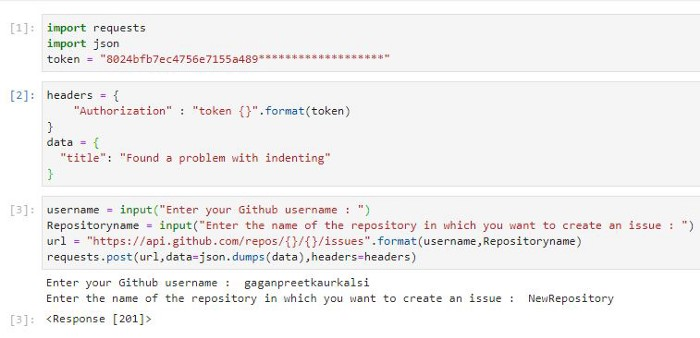 [1]: import requests
import json
token = "8024bfb7ec4756e7155a489*******************"
[2]: headers = {
"Authorization" : "token {}".format(token)
}
data = {
"title": "Found a problem with indenting"
}
[3]: username = input("Enter your Github username : ")
Repositoryname = input("Enter the name of the repository in which you want to create an issue : ")
url = "https://api.github.com/repos/{}/{}/issues".format(username,Repositoryname)
requests.post(url,data=json.dumps(data),headers=headers)
Enter your Github username :  gaganpreetkaurkalsi
Enter the name of the repository in which you want to create an issue :  NewRepository
[3]: <Response [201]>